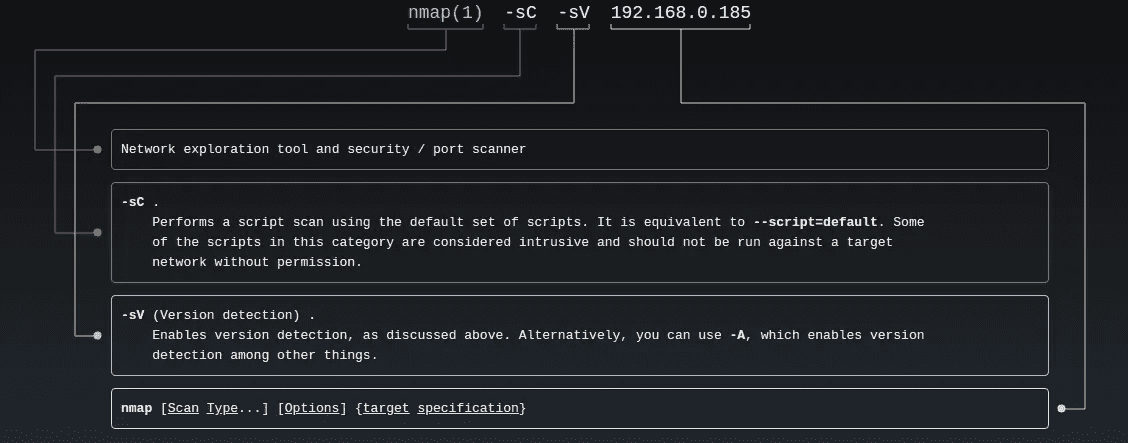 nmap(1) -sC -sV 192.168.0.185
Network exploration tool and security / port scanner
-sC .
Performs a script scan using the default set of scripts. It is equivalent to --script=default. Some
of the scripts in this category are considered intrusive and should not be run against a target
network without permission.
-sV (Version detection) .
Enables version detection, as discussed above. Alternatively, you can use -A, which enables version
detection among other things.
nmap [Scan Type...] [Options] {target specification}